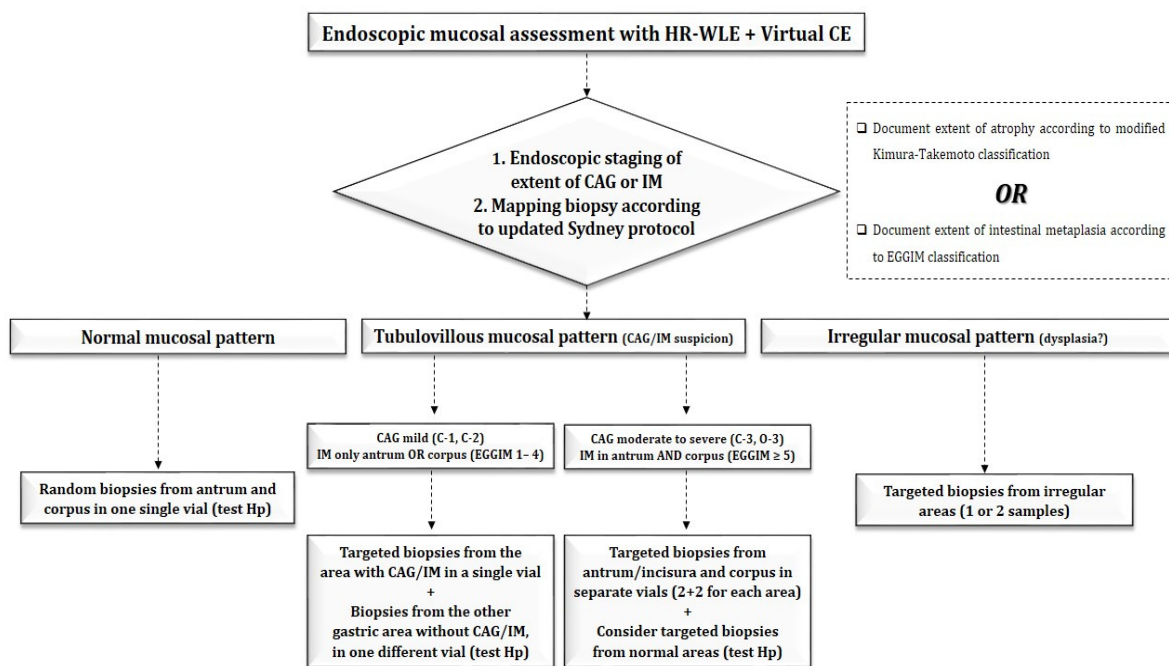 Endoscopic mucosal assessment with HR-WLE + Virtual CE
1. Endoscopic staging of
extent of CAG or IM
2. Mapping biopsy according
to updated Sydney protocol
❑ Document extent of atrophy according to modified
Kimura-Takemoto classification
OR
❑ Document extent of intestinal metaplasia according
to EGGIM classification
Normal mucosal pattern
Tubulovillous mucosal pattern (CAG/IM suspicion)
Irregular mucosal pattern (dysplasia?)
CAG mild (C-1, C-2)
IM only antrum OR corpus (EGGIM 1– 4)
CAG moderate to severe (C-3, O-3)
IM in antrum AND corpus (EGGIM ≥ 5)
Random biopsies from antrum and
corpus in one single vial (test Hp)
Targeted biopsies from irregular
areas (1 or 2 samples)
Targeted biopsies from the
area with CAG/IM in a single vial
+
Biopsies from the other
gastric area without CAG/IM,
in one different vial (test Hp)
Targeted biopsies from
antrum/incisura and corpus in
separate vials (2+2 for each area)
+
Consider targeted biopsies
from normal areas (test Hp)